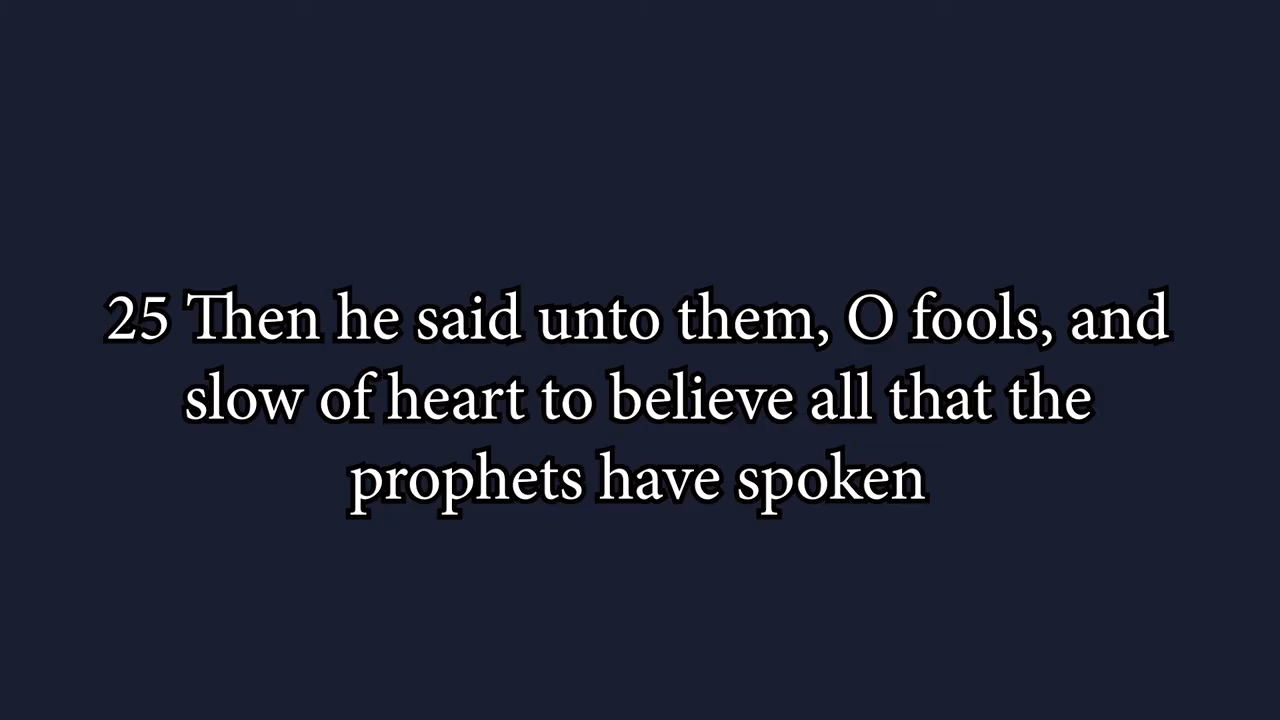 25 Then he said unto them, O fools, and
slow of heart to believe all that the
prophets have spoken